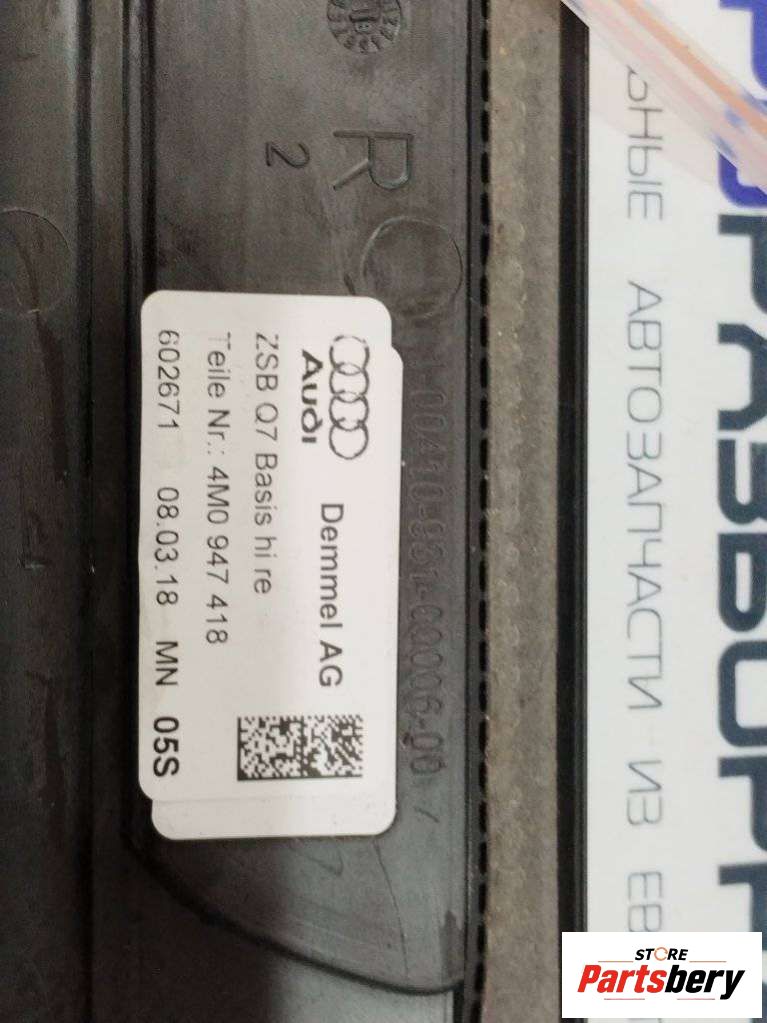 Audi
Demmel AG
ZSB Q7 Basis hi re
Teile Nr.: 4M0 947 418
602671 08.03.18 MN 05S
R
2
АВТОЗАПЧАСТИ ИЗ
STORE
Partsbery